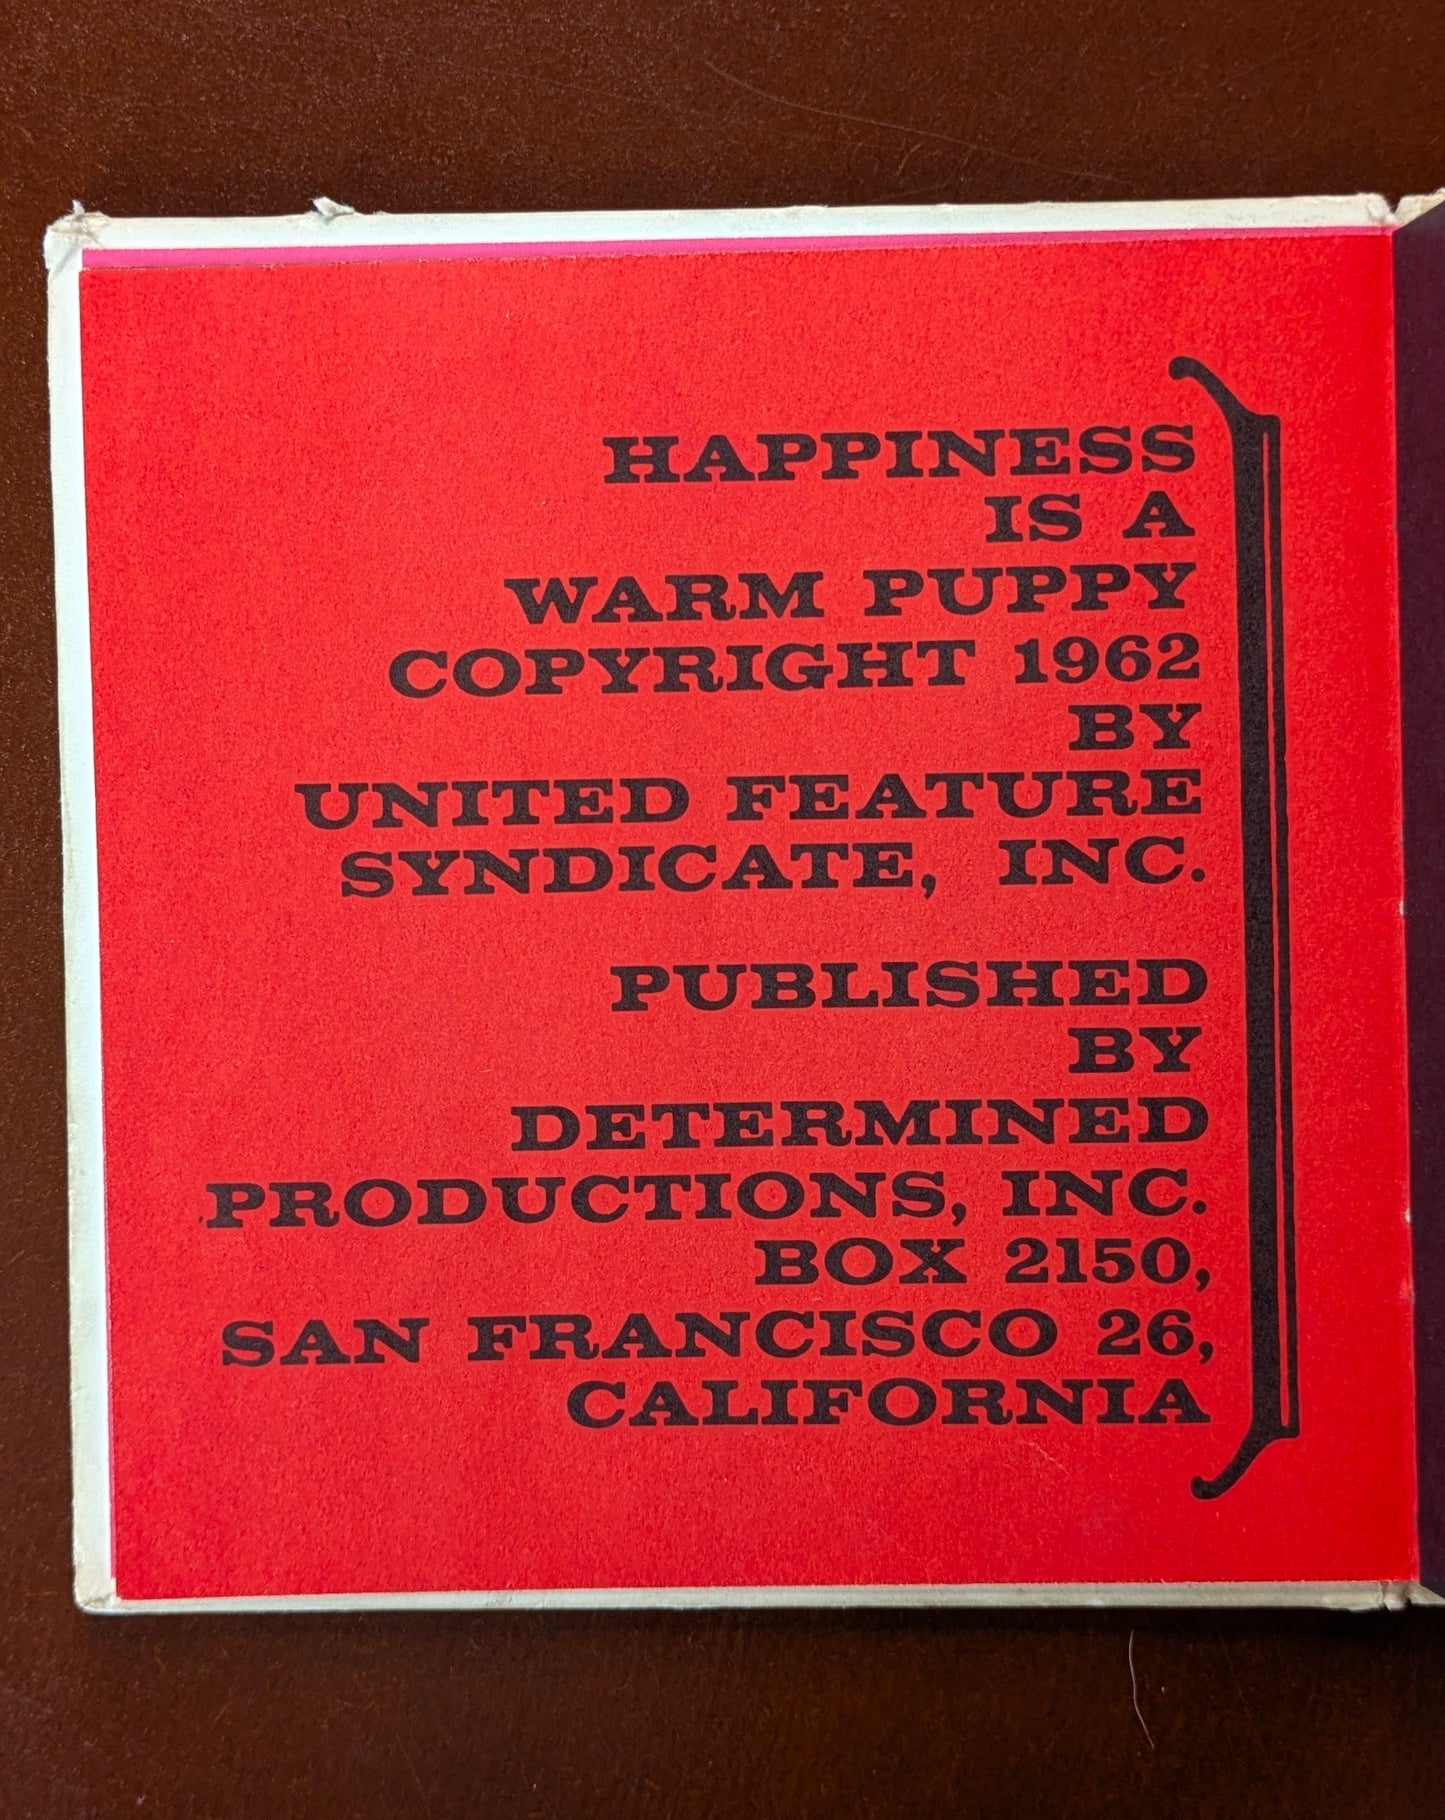 HAPPINESS
IS A
WARM PUPPY
COPYRIGHT 1962
BY
UNITED FEATURE
SYNDICATE, INC.
PUBLISHED
BY
DETERMINED
PRODUCTIONS, INC.
BOX 2150,
SAN FRANCISCO 26,
CALIFORNIA